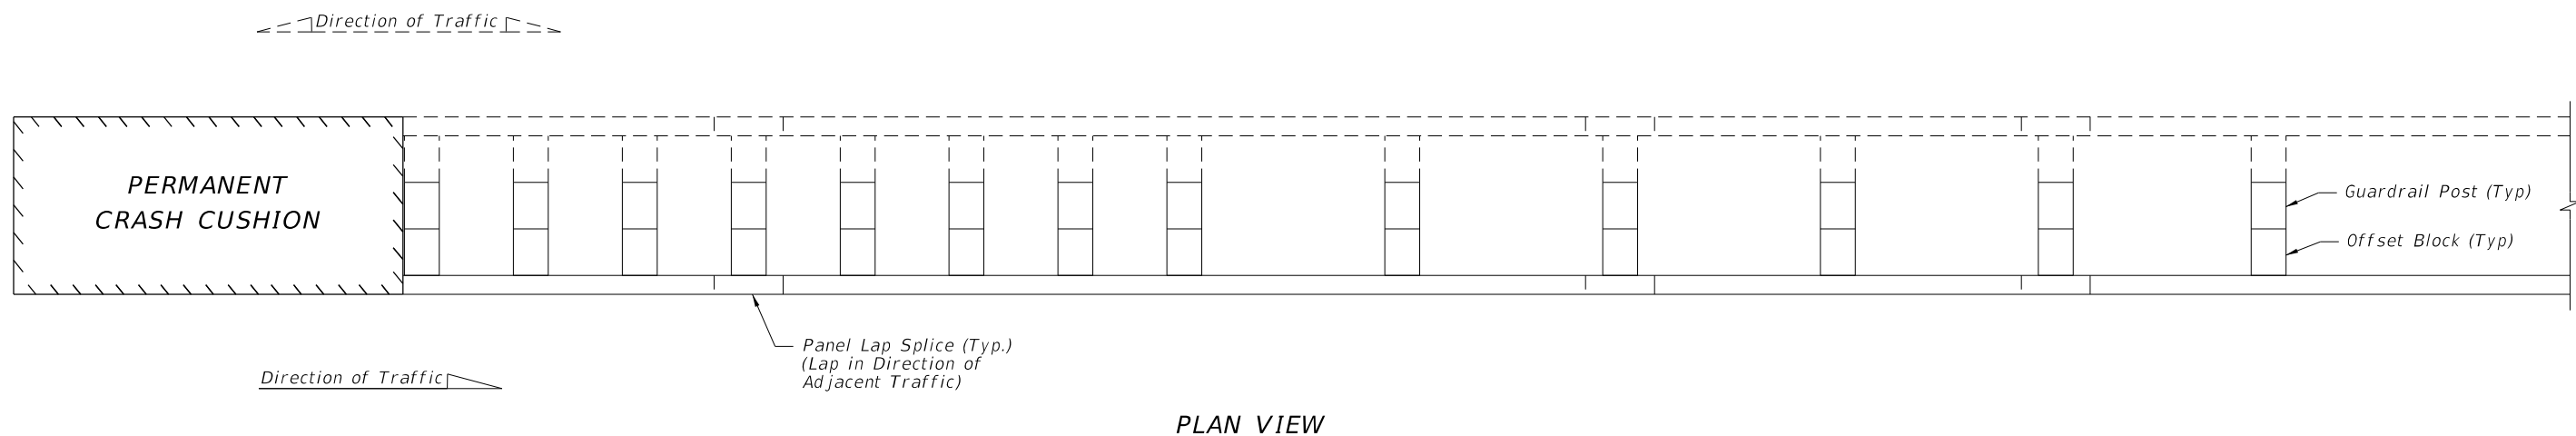 Direction of Traffic
PERMANENT
CRASH CUSHION
Guardrail Post (Typ)
Offset Block (Typ)
Panel Lap Splice (Typ.)
(Lap in Direction of
Adjacent Traffic)
Direction of Traffic
PLAN VIEW